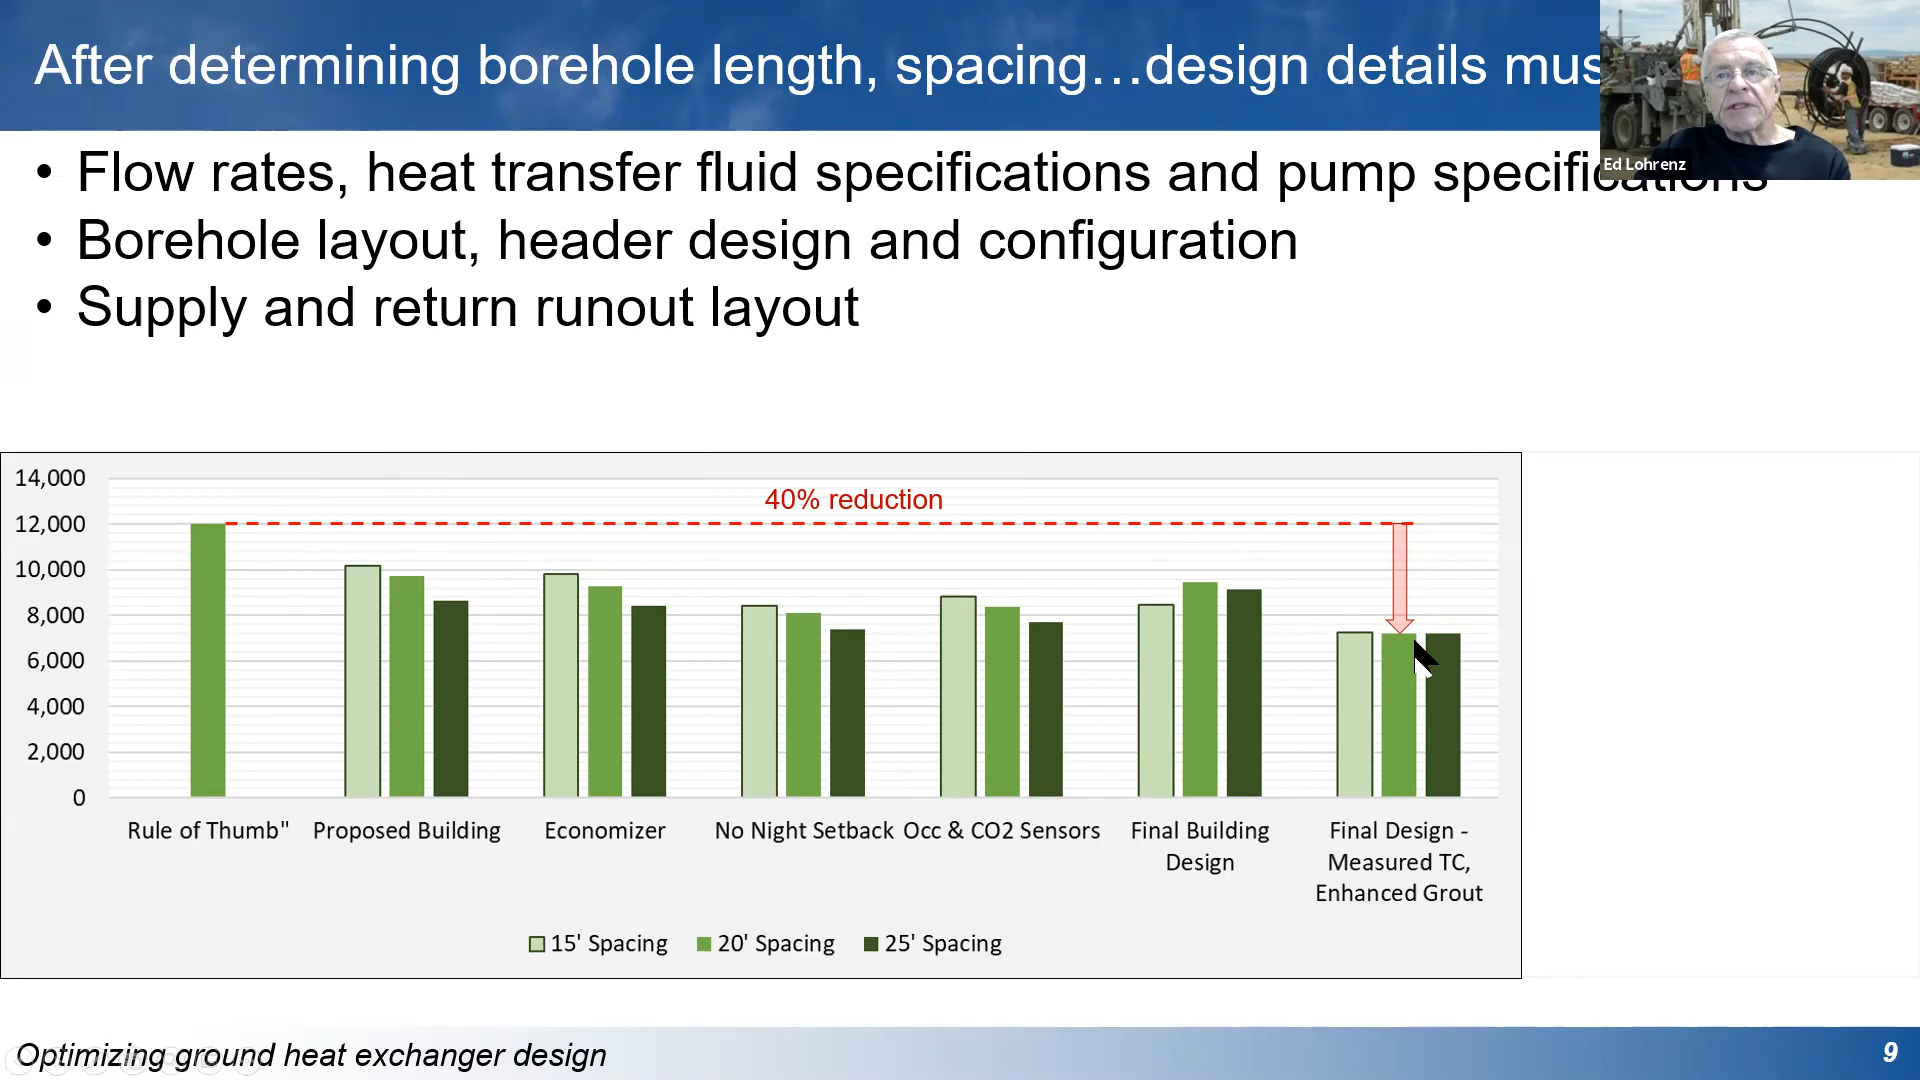 After determining borehole length, spacing…design details mus
Ed Lohrenz
• Flow rates, heat transfer fluid specifications and pump specifications
• Borehole layout, header design and configuration
• Supply and return runout layout
14,000
12,000
10,000
8,000
6,000
4,000
2,000
0
40% reduction
Rule of Thumb"
Proposed Building
Economizer
No Night Setback
Occ & CO2 Sensors
Final Building
Design
Final Design -
Measured TC,
Enhanced Grout
15' Spacing 20' Spacing 25' Spacing
Optimizing ground heat exchanger design
9